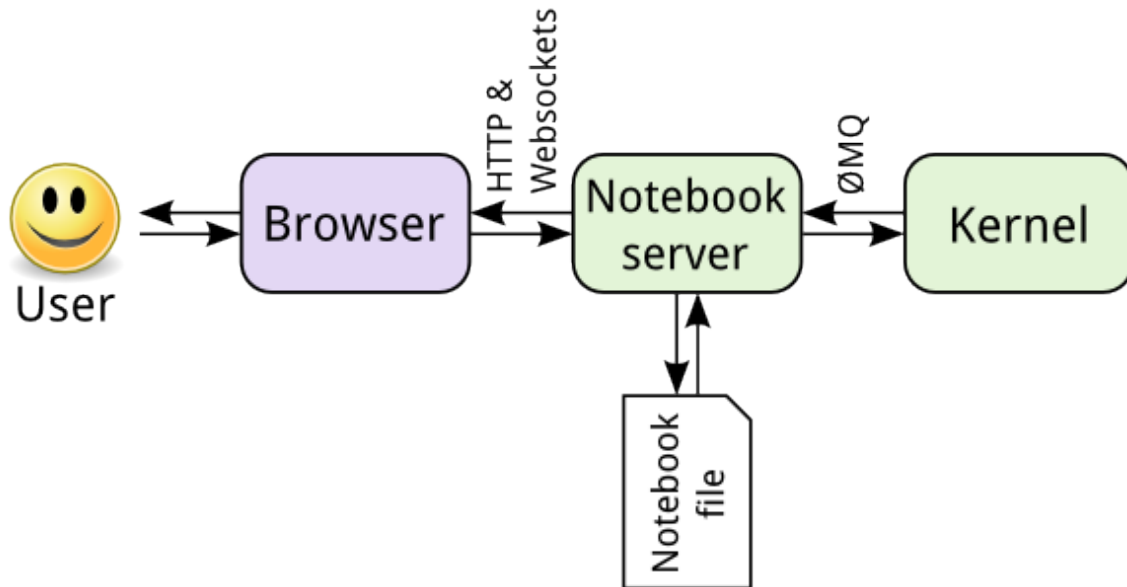 HTTP &
Websockets
ØMQ
User
Browser
Notebook
server
Kernel
Notebook
file